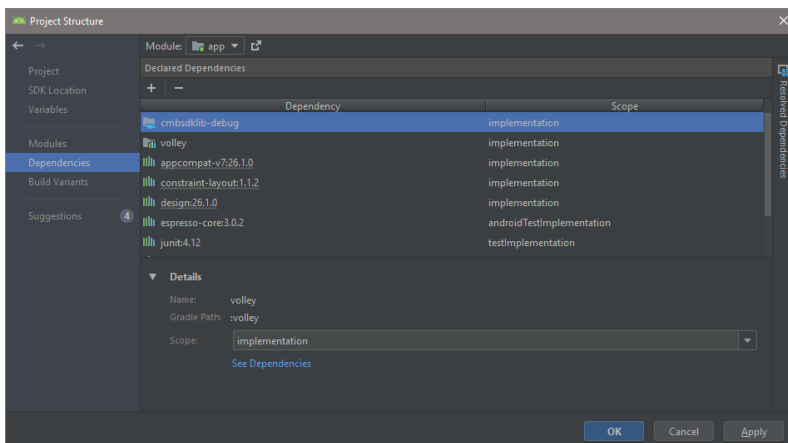 Project Structure
Module: app
Project
SDK Location
Variables
Modules
Dependencies
Build Variants
Suggestions 4
Declared Dependencies
Dependency Scope
cmbsdklib-debug implementation
volley implementation
appcompat-v7:26.1.0 implementation
constraint-layout:1.1.2 implementation
design:26.1.0 implementation
espresso-core:3.0.2 androidTestImplementation
junit:4.12 testImplementation
Details
Name: volley
Gradle Path: :volley
Scope: implementation
See Dependencies
Resolved Dependencies
OK Cancel Apply